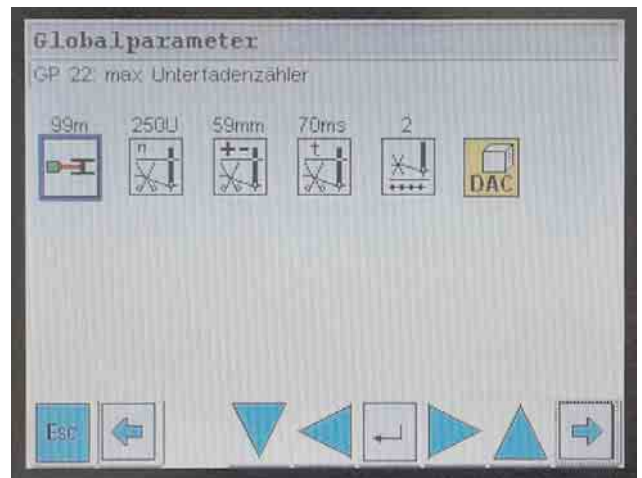 Globalparameter
GP 22: max Unterfadenzähler
99m 250U 59mm 70ms 2
n + - t
DAC
Esc